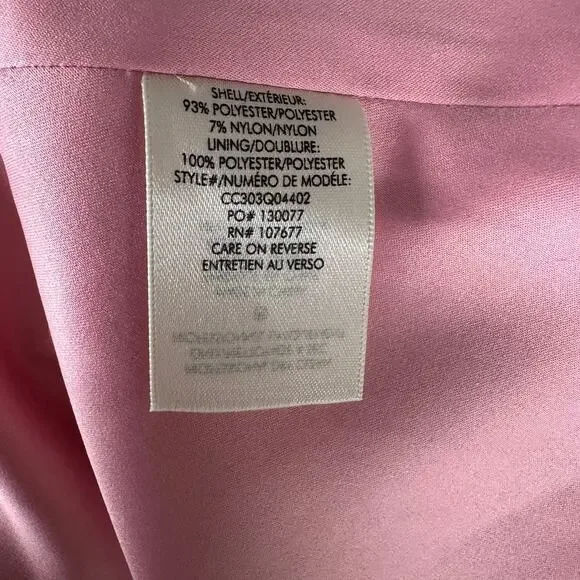 SHELL/EXTÉRIEUR:
93% POLYESTER/POLYESTER
7% NYLON/NYLON
LINING/DOUBLURE:
100% POLYESTER/POLYESTER
STYLE#/NUMÉRO DE MODÈLE:
CC303Q04402
PO# 130077
RN# 107677
CARE ON REVERSE
ENTRETIEN AU VERSO